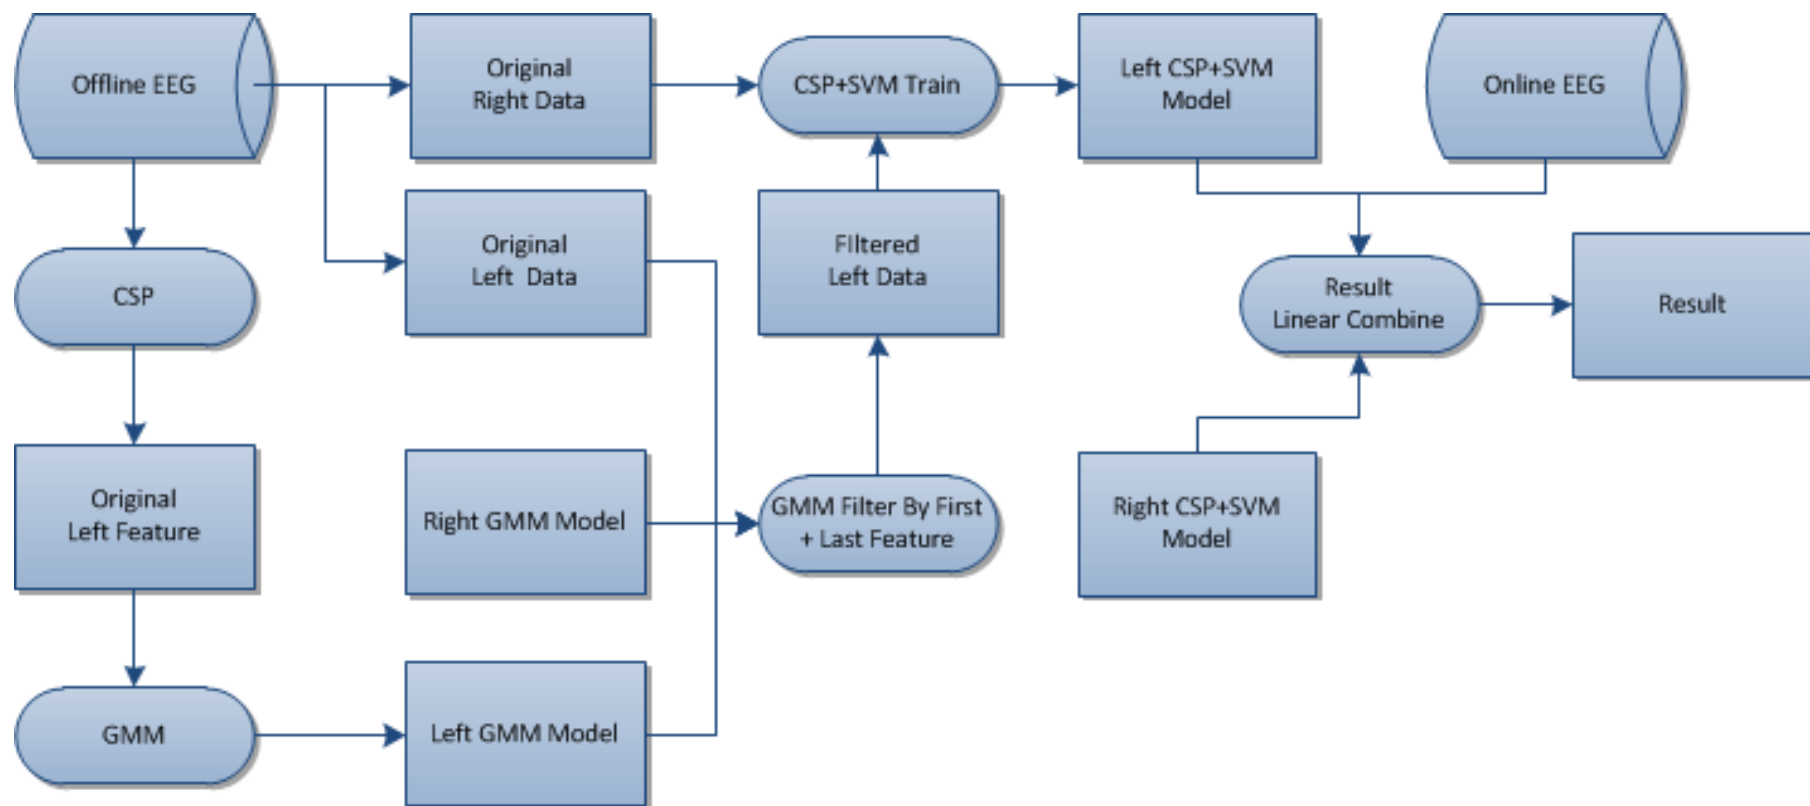 Offline EEG
Original
Right Data
CSP+SVM Train
Left CSP+SVM
Model
Online EEG
Original
Left Data
FIltered
Left Data
CSP
Result
Linear Combine
Result
Original
Left Feature
Right GMM Model
GMM Filter By First
+ Last Feature
Right CSP+SVM
Model
GMM
Left GMM Model